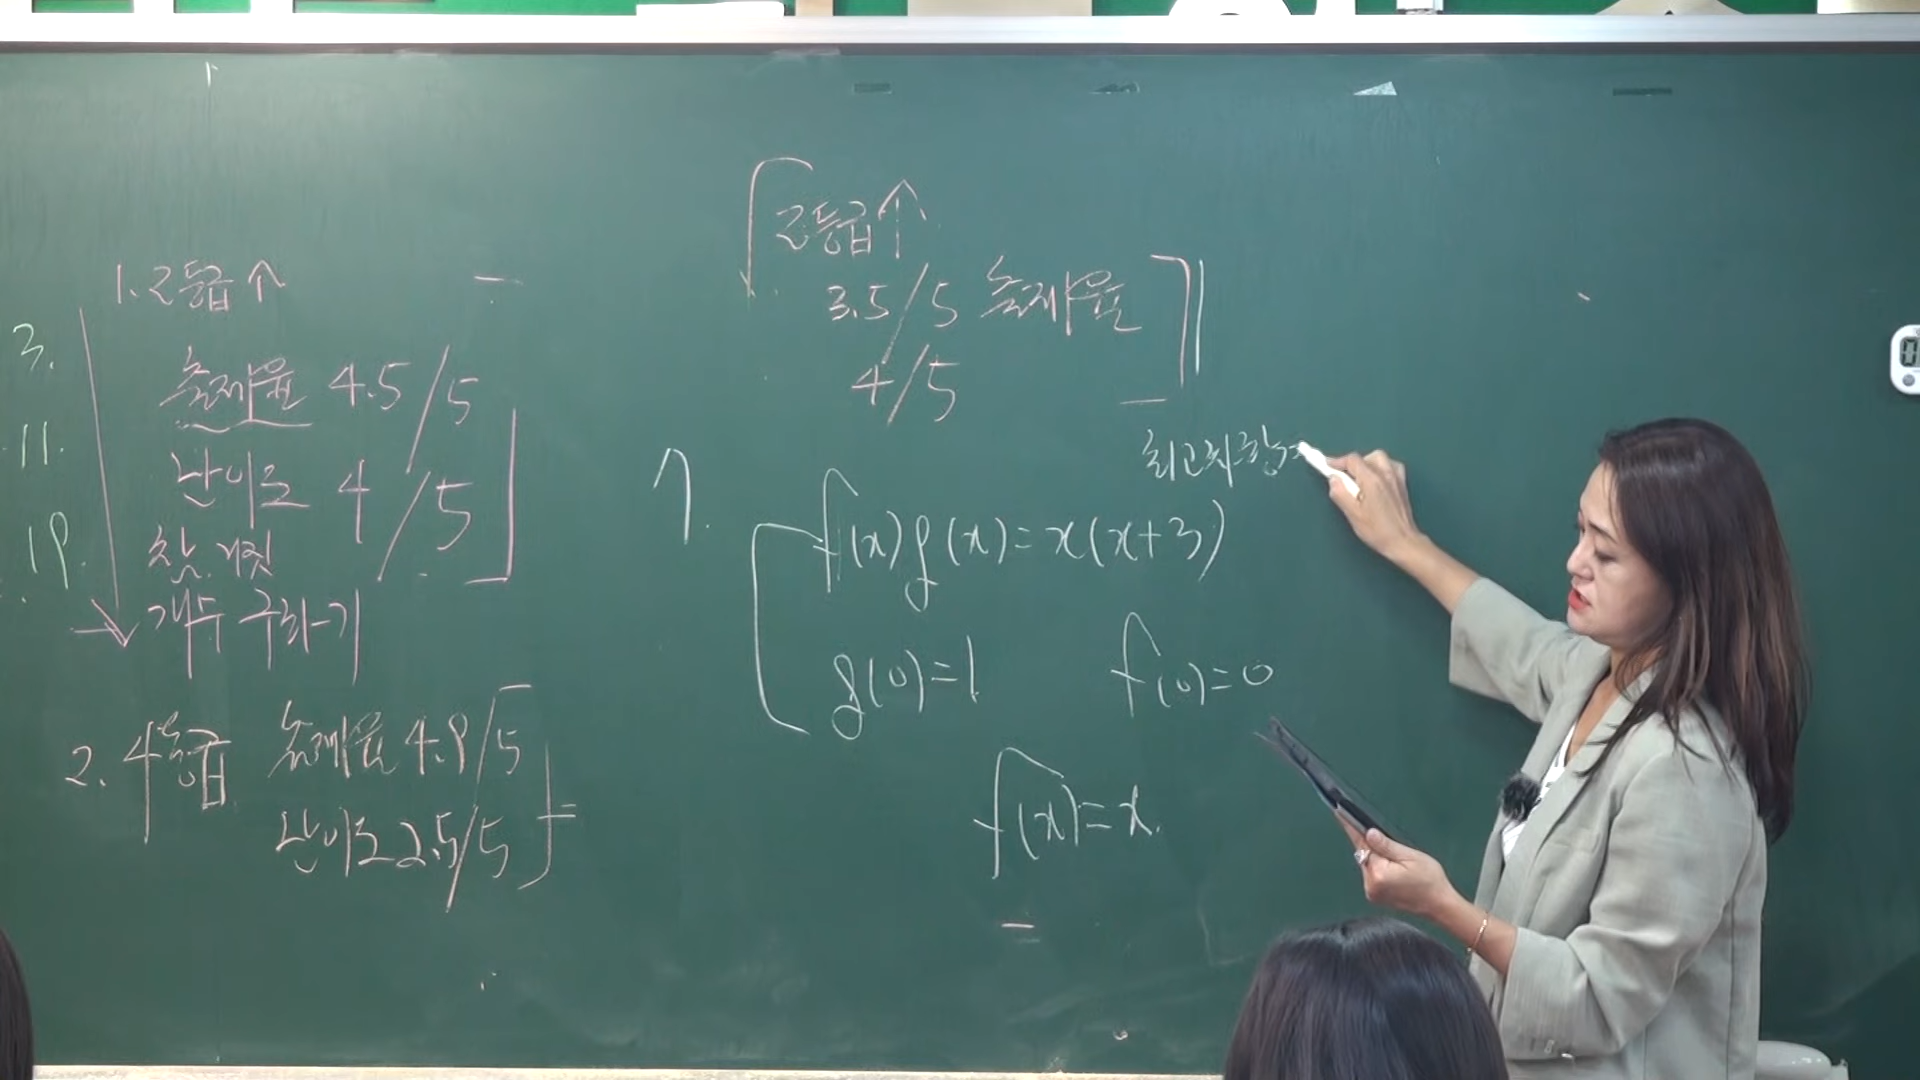 1. 2등급 ↑
출제율 4.5/5
난이도 4/5
참, 거짓
개수 구하기
2. 4등급 출제율 4.9/5
난이도 2.5/5
3.
11.
19.
2등급 ↑
3.5/5 출제율
4/5
최고차항
7.
f(x)g(x)=x(x+3)
g(0)=1 f(0)=0
f(x)=x.
0